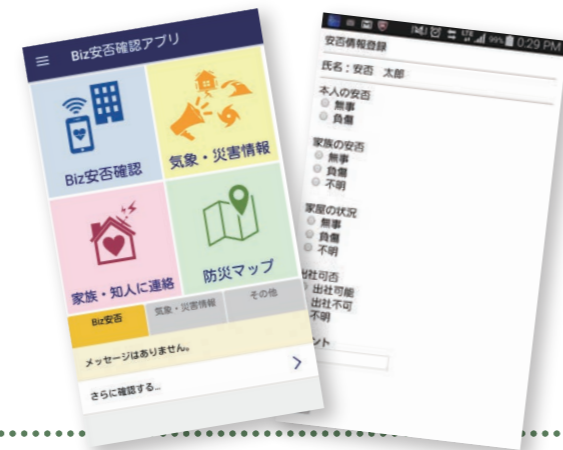 Biz安否確認アプリ
Biz安否確認
気象・災害情報
家族・知人に連絡
防災マップ
Biz安否
気象・災害情報
その他
メッセージはありません。
さらに確認する...
LTE 99% 0:29 PM
安否情報登録
氏名：安否 太郎
本人の安否
無事
負傷
家族の安否
無事
負傷
不明
家屋の状況
無事
負傷
不明
出社可否
出社可能
出社不可
不明
ント